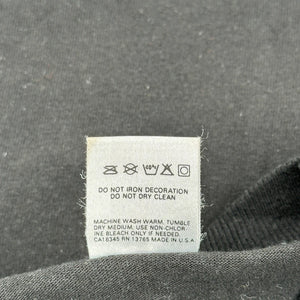 40°
DO NOT IRON DECORATION
DO NOT DRY CLEAN
MACHINE WASH WARM. TUMBLE
DRY MEDIUM. USE NON-CHLOR-
INE BLEACH ONLY IF NEEDED.
CA18345 RN 13765 MADE IN U.S.A